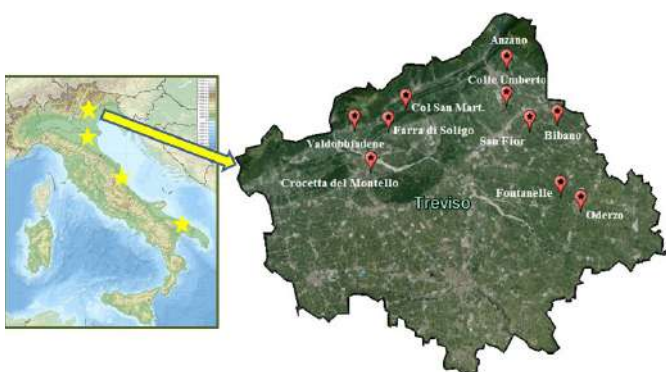 Anzano
Colle Umberto
Col San Mart.
Farra di Soligo
Valdobbiadene
San Fior
Bibano
Crocetta del Montello
Fontanelle
Treviso
Oderzo